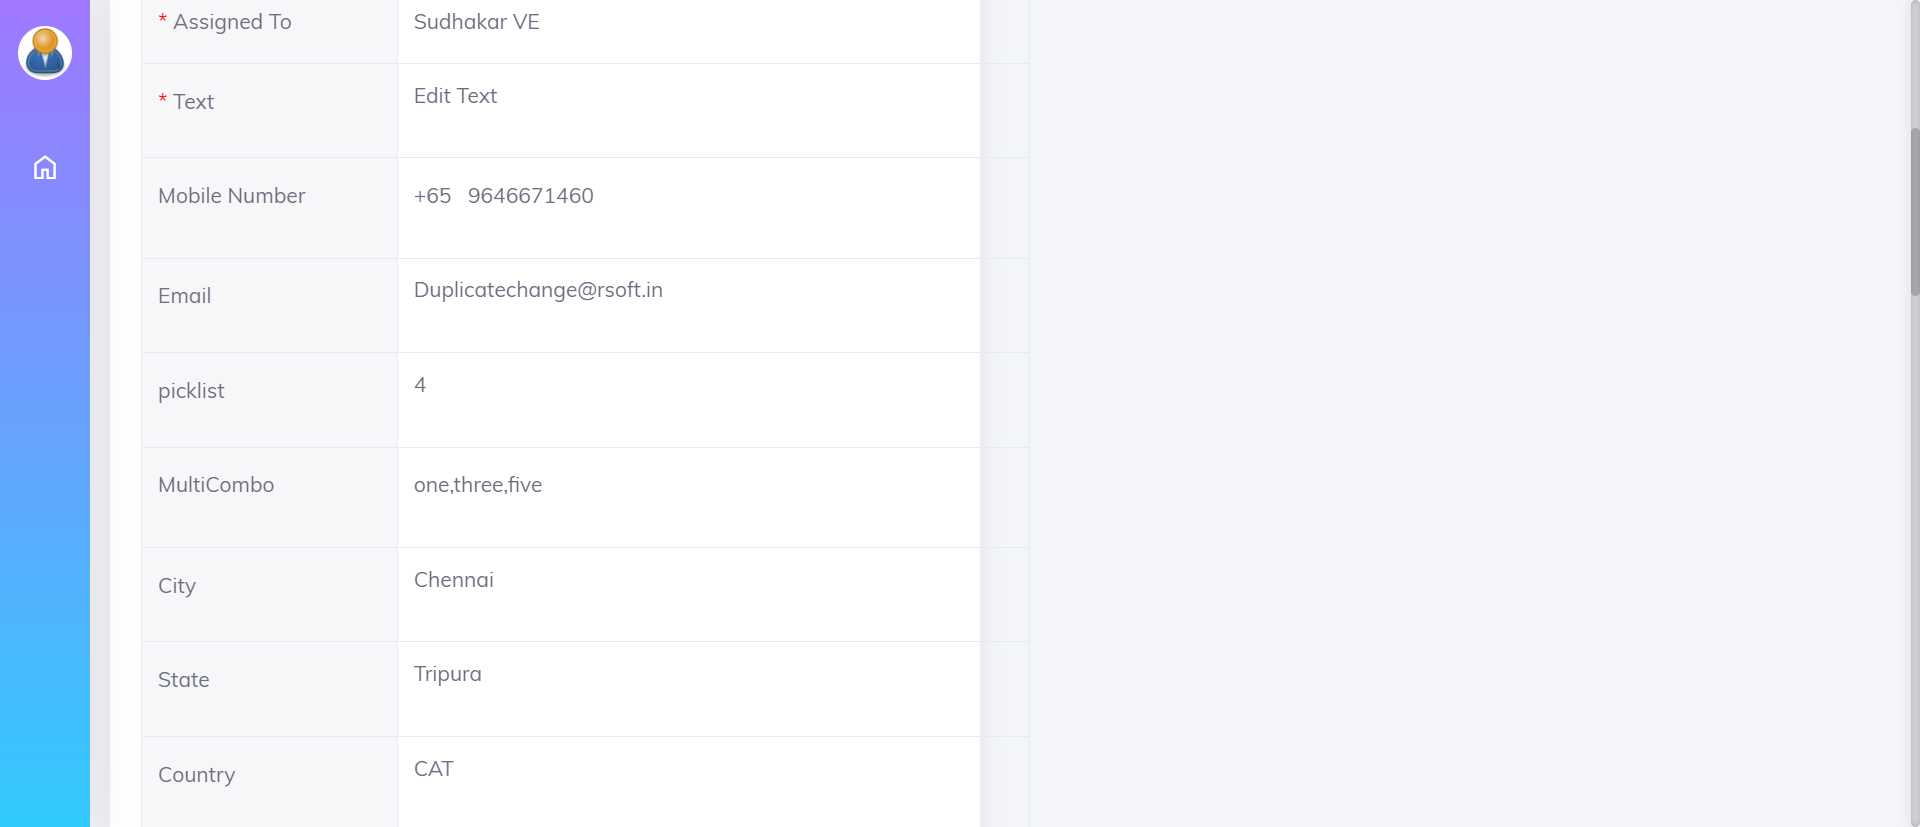 * Assigned To Sudhakar VE
* Text Edit Text
Mobile Number +65 9646671460
Email Duplicatechange@rsoft.in
picklist 4
MultiCombo one,three,five
City Chennai
State Tripura
Country CAT